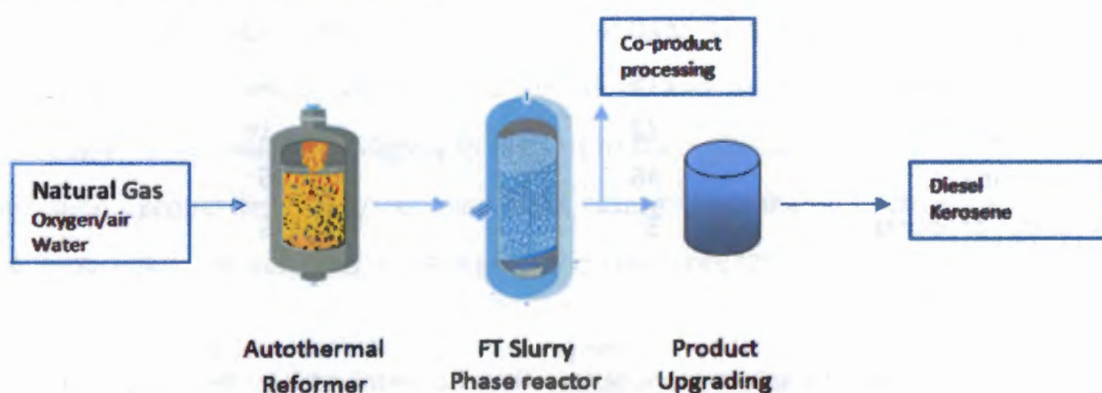 Co-product
processing
Natural Gas
Oxygen/air
Water
Diesel
Kerosene
Autothermal
Reformer
FT Slurry
Phase reactor
Product
Upgrading